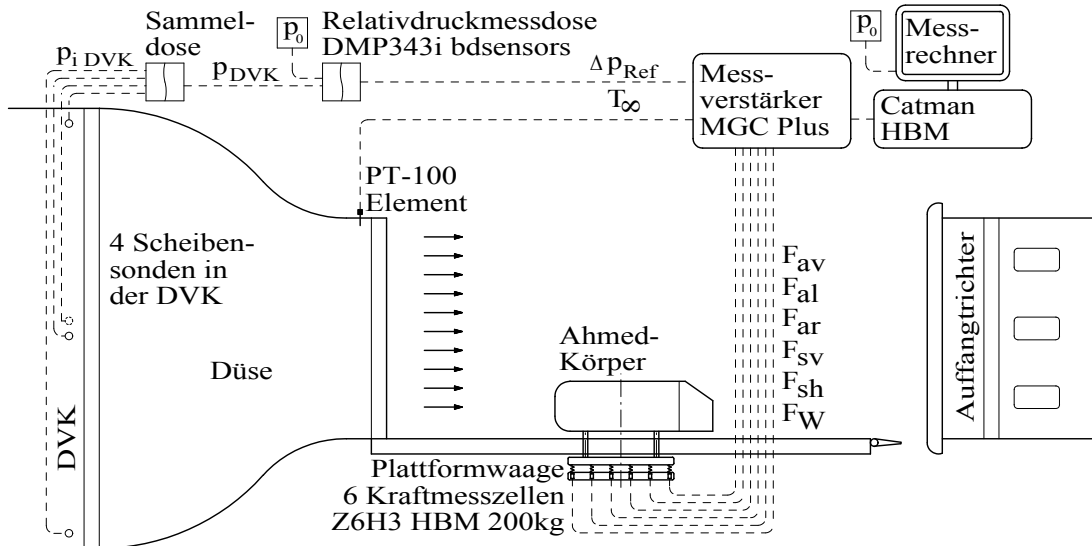 Sammel-
dose
p₀
Relativdruckmessdose
DMP343i bdsensors
p₀
Mess-
rechner
p_i DVK
p_DVK
Δ p_Ref
T_∞
Mess-
verstärker
MGC Plus
Catman
HBM
PT-100
Element
4 Scheiben-
sonden in
der DVK
Düse
DVK
Ahmed-
Körper
F_av
F_al
F_ar
F_sv
F_sh
F_W
Auffangtrichter
Plattformwaage
6 Kraftmesszellen
Z6H3 HBM 200kg